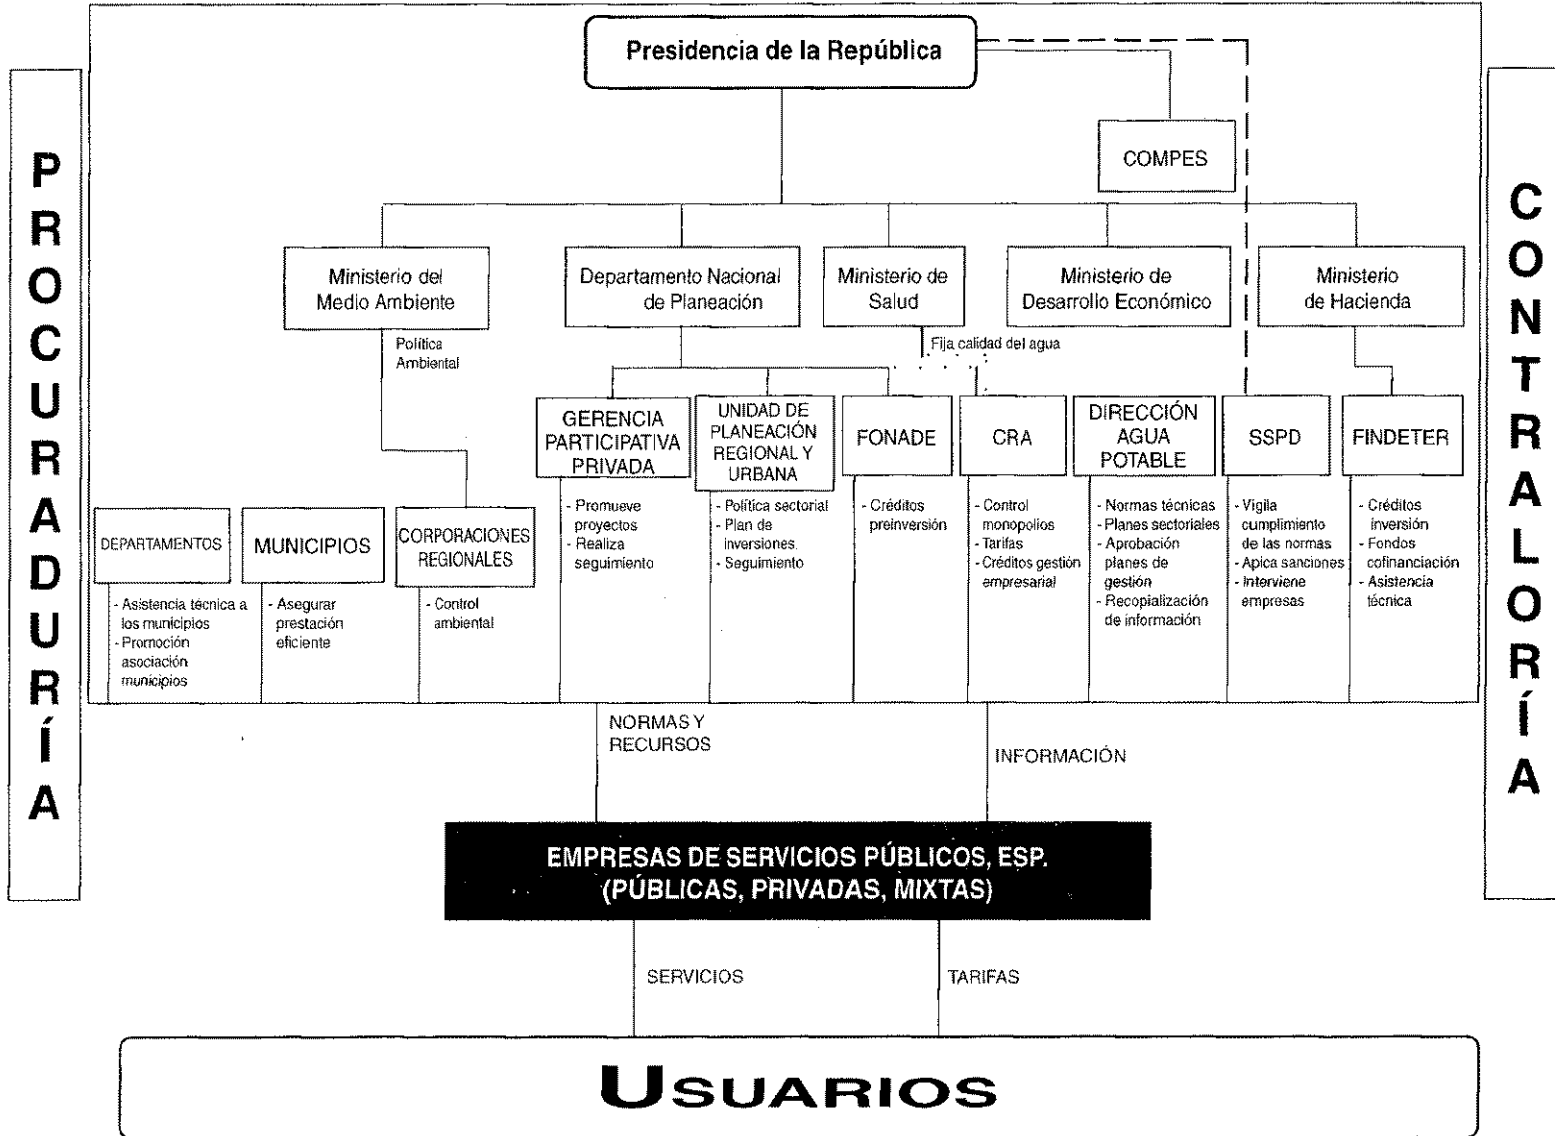 Presidencia de la República
COMPES
PROCURADURÍA
CONTRALORÍA
Ministerio del
Medio Ambiente
Departamento Nacional
de Planeación
Ministerio de
Salud
Ministerio de
Desarrollo Económico
Ministerio
de Hacienda
Política
Ambiental
Fija calidad del agua
GERENCIA
PARTICIPATIVA
PRIVADA
UNIDAD DE
PLANEACIÓN
REGIONAL Y
URBANA
FONADE
CRA
DIRECCIÓN
AGUA
POTABLE
SSPD
FINDETER
- Promueve
proyectos
- Realiza
seguimiento
- Política sectorial
- Plan de
inversiones
- Seguimiento
- Créditos
preinversión
- Control
monopolios
- Tarifas
- Créditos gestión
empresarial
- Normas técnicas
- Planes sectoriales
- Aprobación
planes de
gestión
- Recopialización
de información
- Vigila
cumplimiento
de las normas
- Apica sanciones
- Interviene
empresas
- Créditos
inversión
- Fondos
cofinanciación
- Asistencia
técnica
DEPARTAMENTOS
MUNICIPIOS
CORPORACIONES
REGIONALES
- Asistencia técnica a
los municipios
- Promoción
asociación
municipios
- Asegurar
prestación
eficiente
- Control
ambiental
NORMAS Y
RECURSOS
INFORMACIÓN
EMPRESAS DE SERVICIOS PÚBLICOS, ESP.
(PÚBLICAS, PRIVADAS, MIXTAS)
SERVICIOS
TARIFAS
USUARIOS